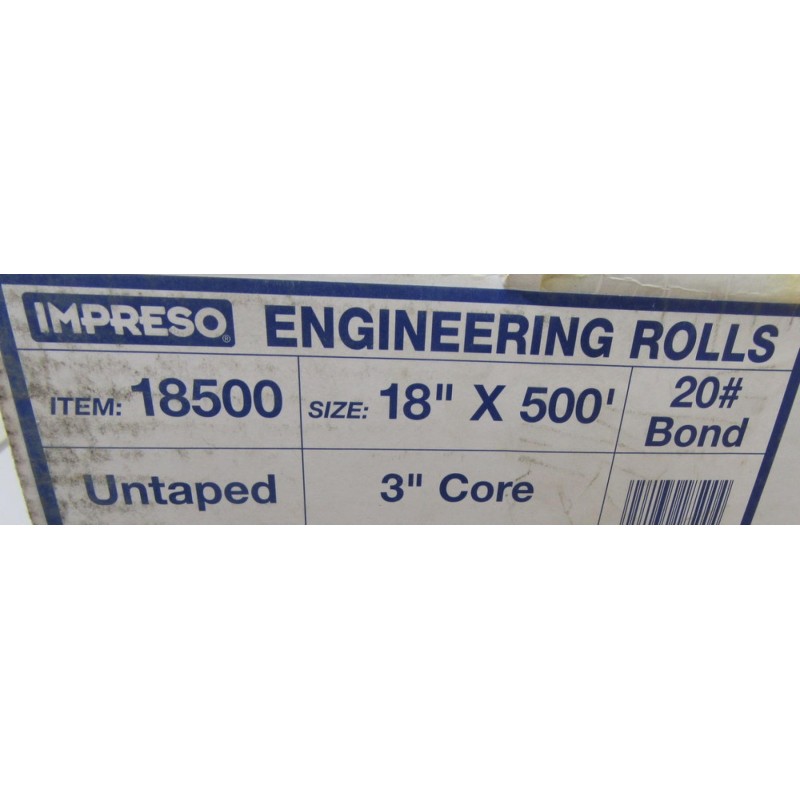 IMPRESO® ENGINEERING ROLLS
ITEM: 18500 SIZE: 18" X 500' 20# Bond
Untaped 3" Core